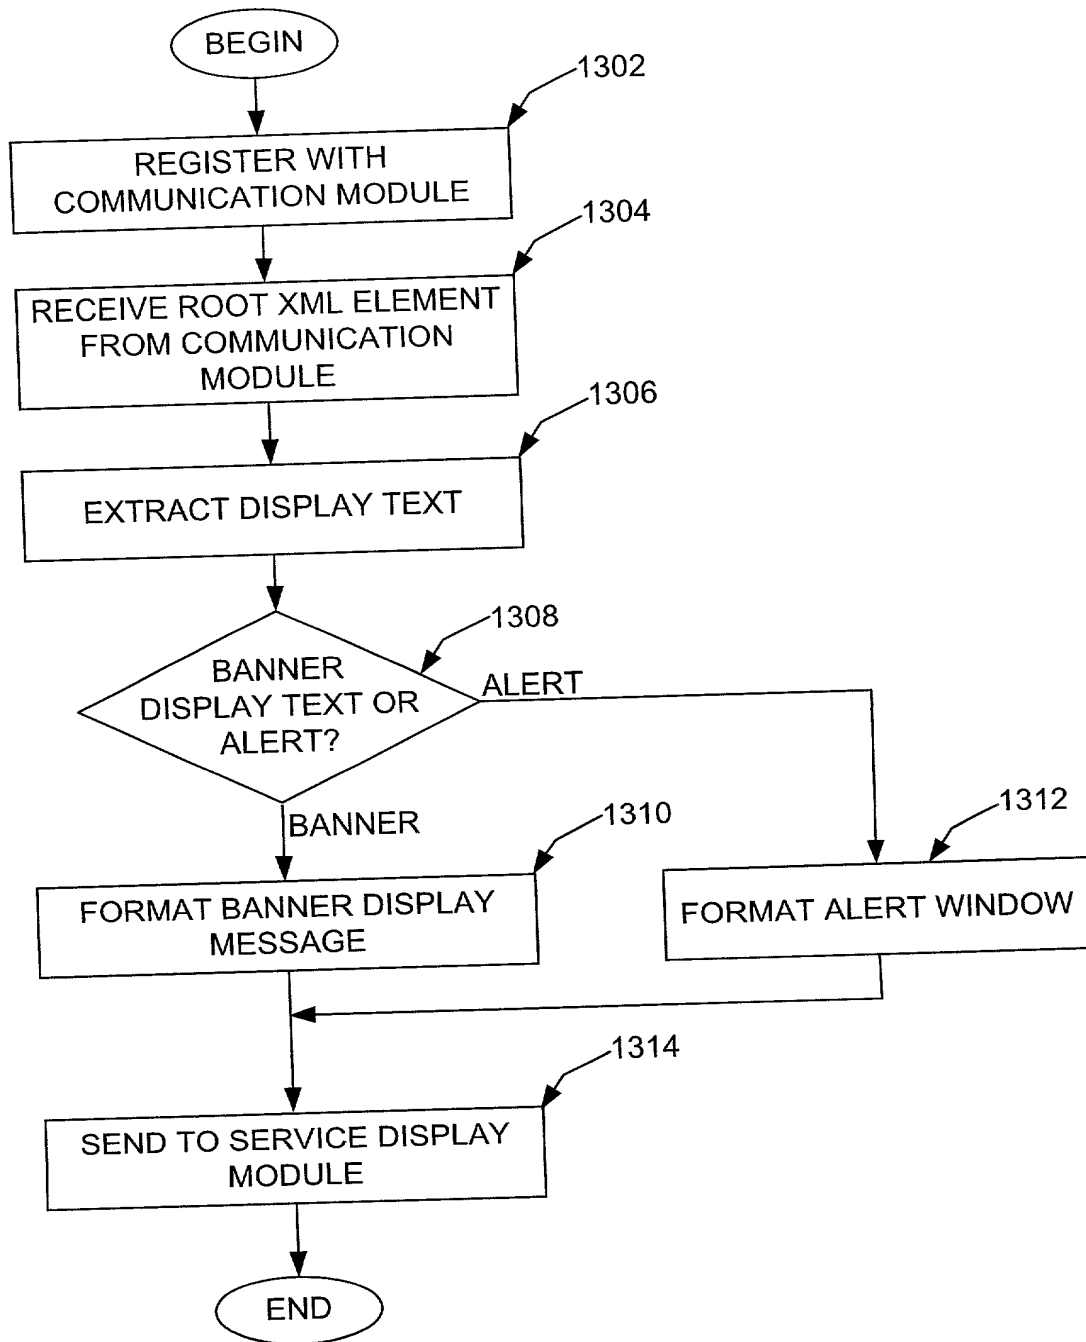 BEGIN
1302
REGISTER WITH
COMMUNICATION MODULE
1304
RECEIVE ROOT XML ELEMENT
FROM COMMUNICATION
MODULE
1306
EXTRACT DISPLAY TEXT
1308
BANNER
DISPLAY TEXT OR
ALERT?
ALERT
BANNER
1310
1312
FORMAT BANNER DISPLAY
MESSAGE
FORMAT ALERT WINDOW
1314
SEND TO SERVICE DISPLAY
MODULE
END